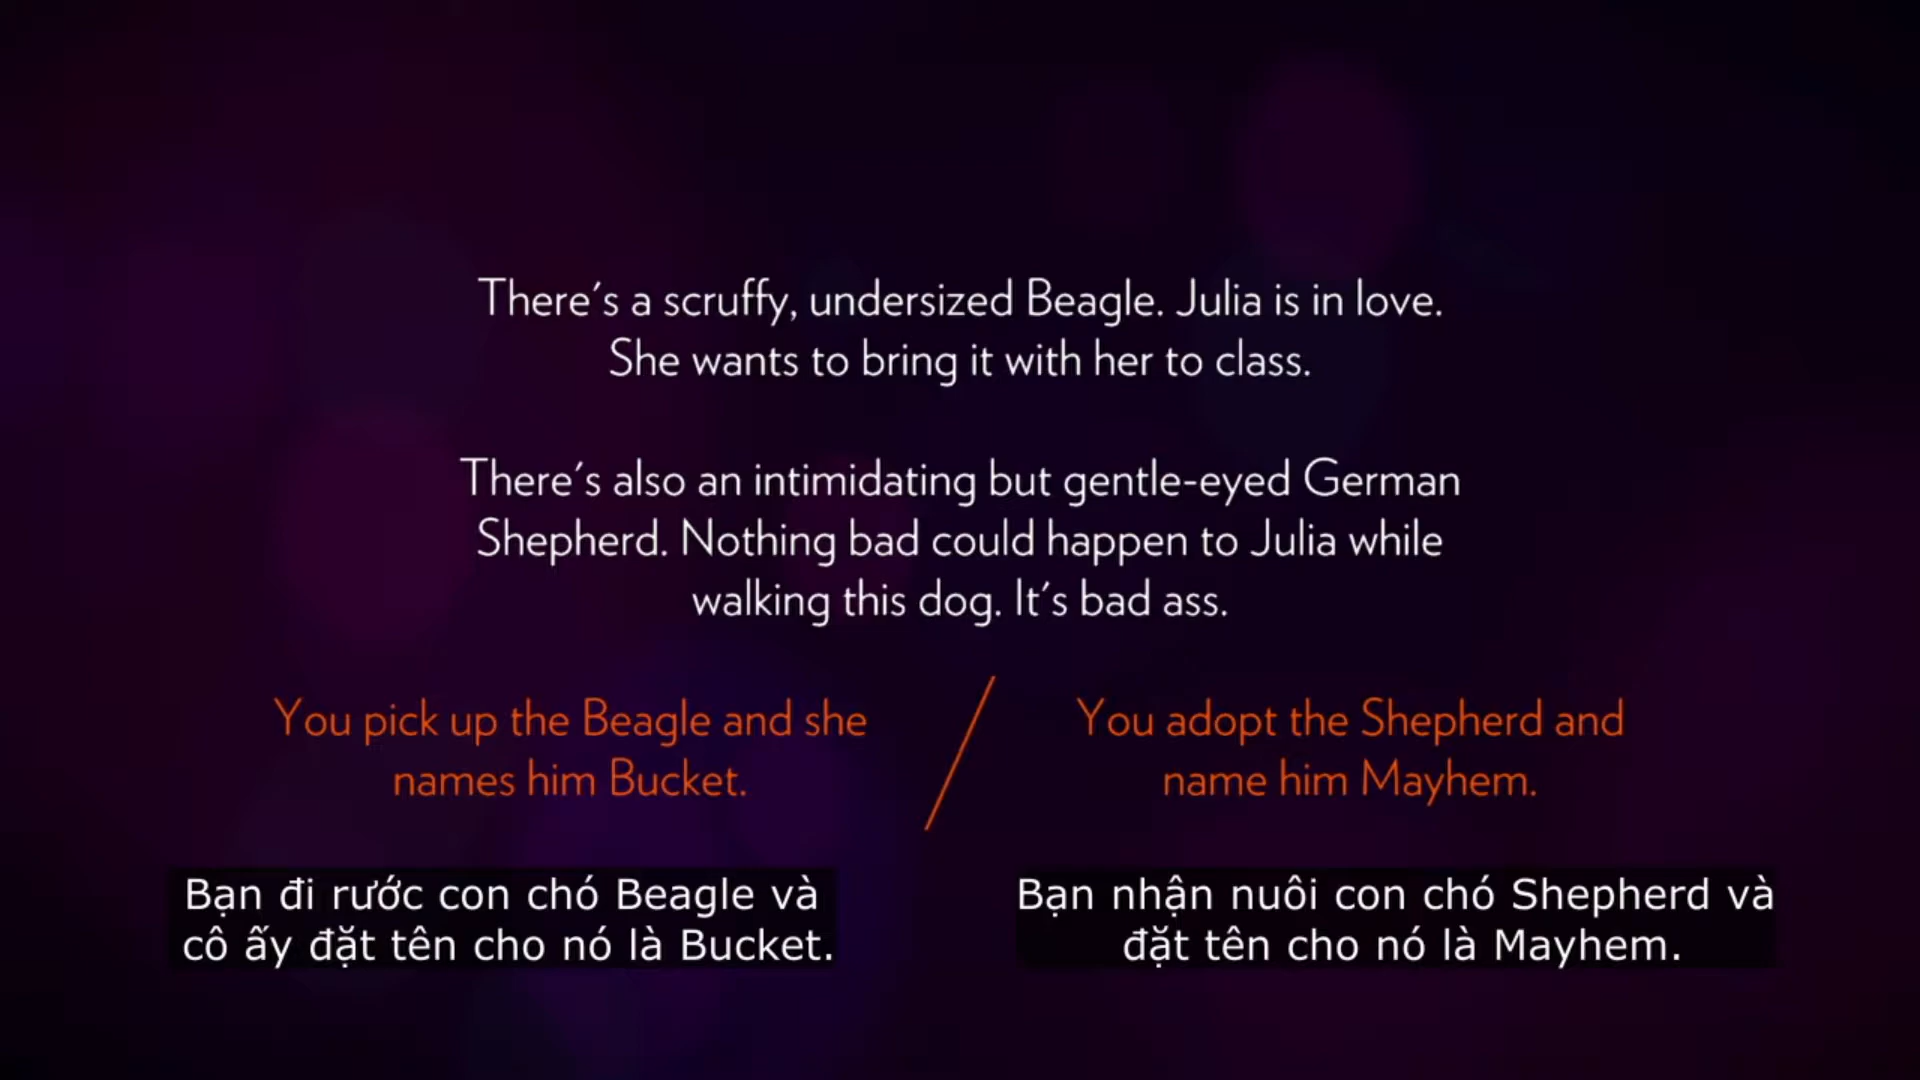 There's a scruffy, undersized Beagle. Julia is in love.
She wants to bring it with her to class.
There's also an intimidating but gentle-eyed German
Shepherd. Nothing bad could happen to Julia while
walking this dog. It's bad ass.
You pick up the Beagle and she
names him Bucket.
You adopt the Shepherd and
name him Mayhem.
Bạn đi rước con chó Beagle và
cô ấy đặt tên cho nó là Bucket.
Bạn nhận nuôi con chó Shepherd và
đặt tên cho nó là Mayhem.